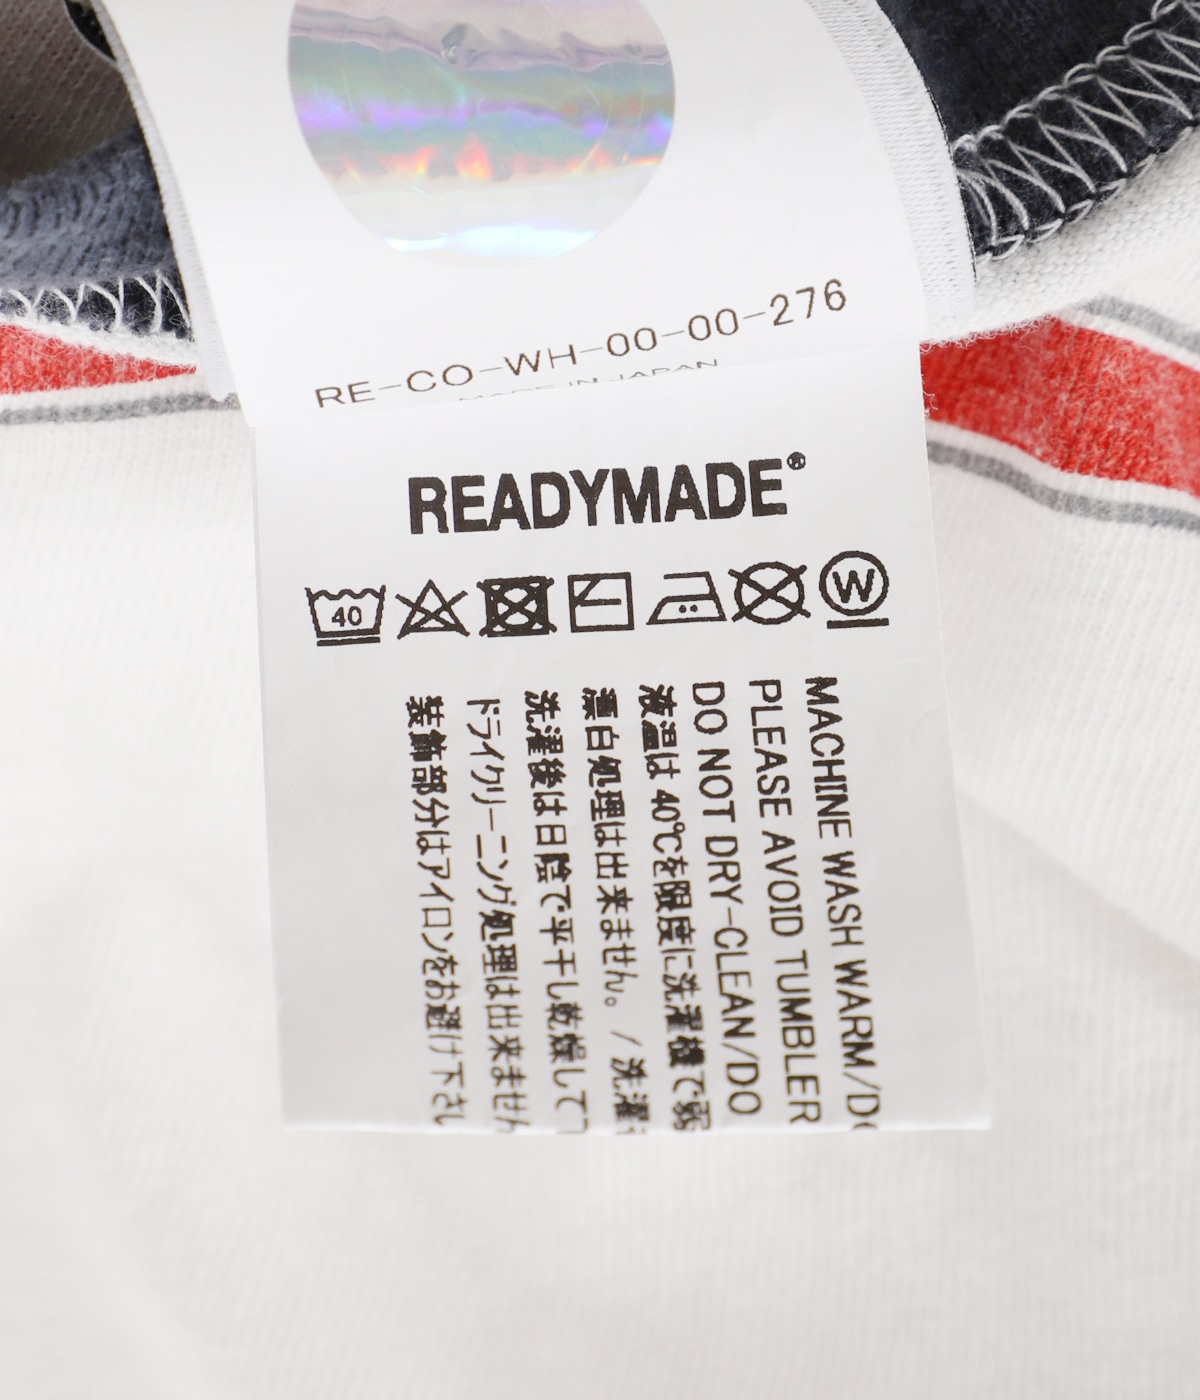 RE-CO-WH-00-00-276
MADE IN JAPAN
READYMADE®
40
W
MACHINE WASH WARM/DO
PLEASE AVOID TUMBLER
DO NOT DRY-CLEAN/DO
液温は 40℃を限度に洗濯機で弱
漂白処理は出来ません。/ 洗濯
洗濯後は日陰で平干し乾燥して下
ドライクリーニング処理は出来ません
装飾部分はアイロンをお避け下さい